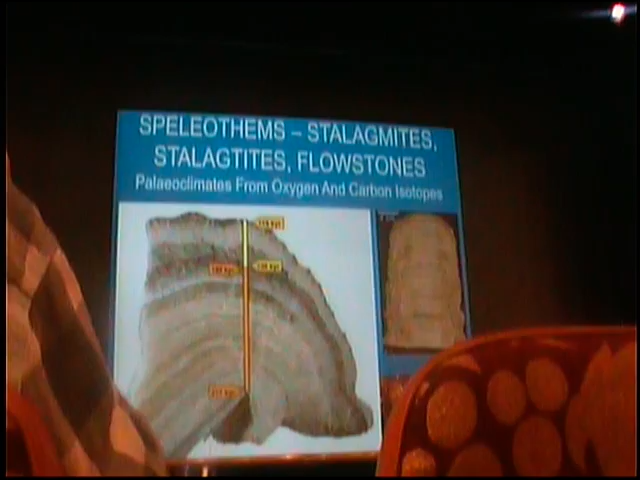 SPELEOTHEMS – STALAGMITES,
STALAGTITES, FLOWSTONES
Palaeoclimates From Oxygen And Carbon Isotopes